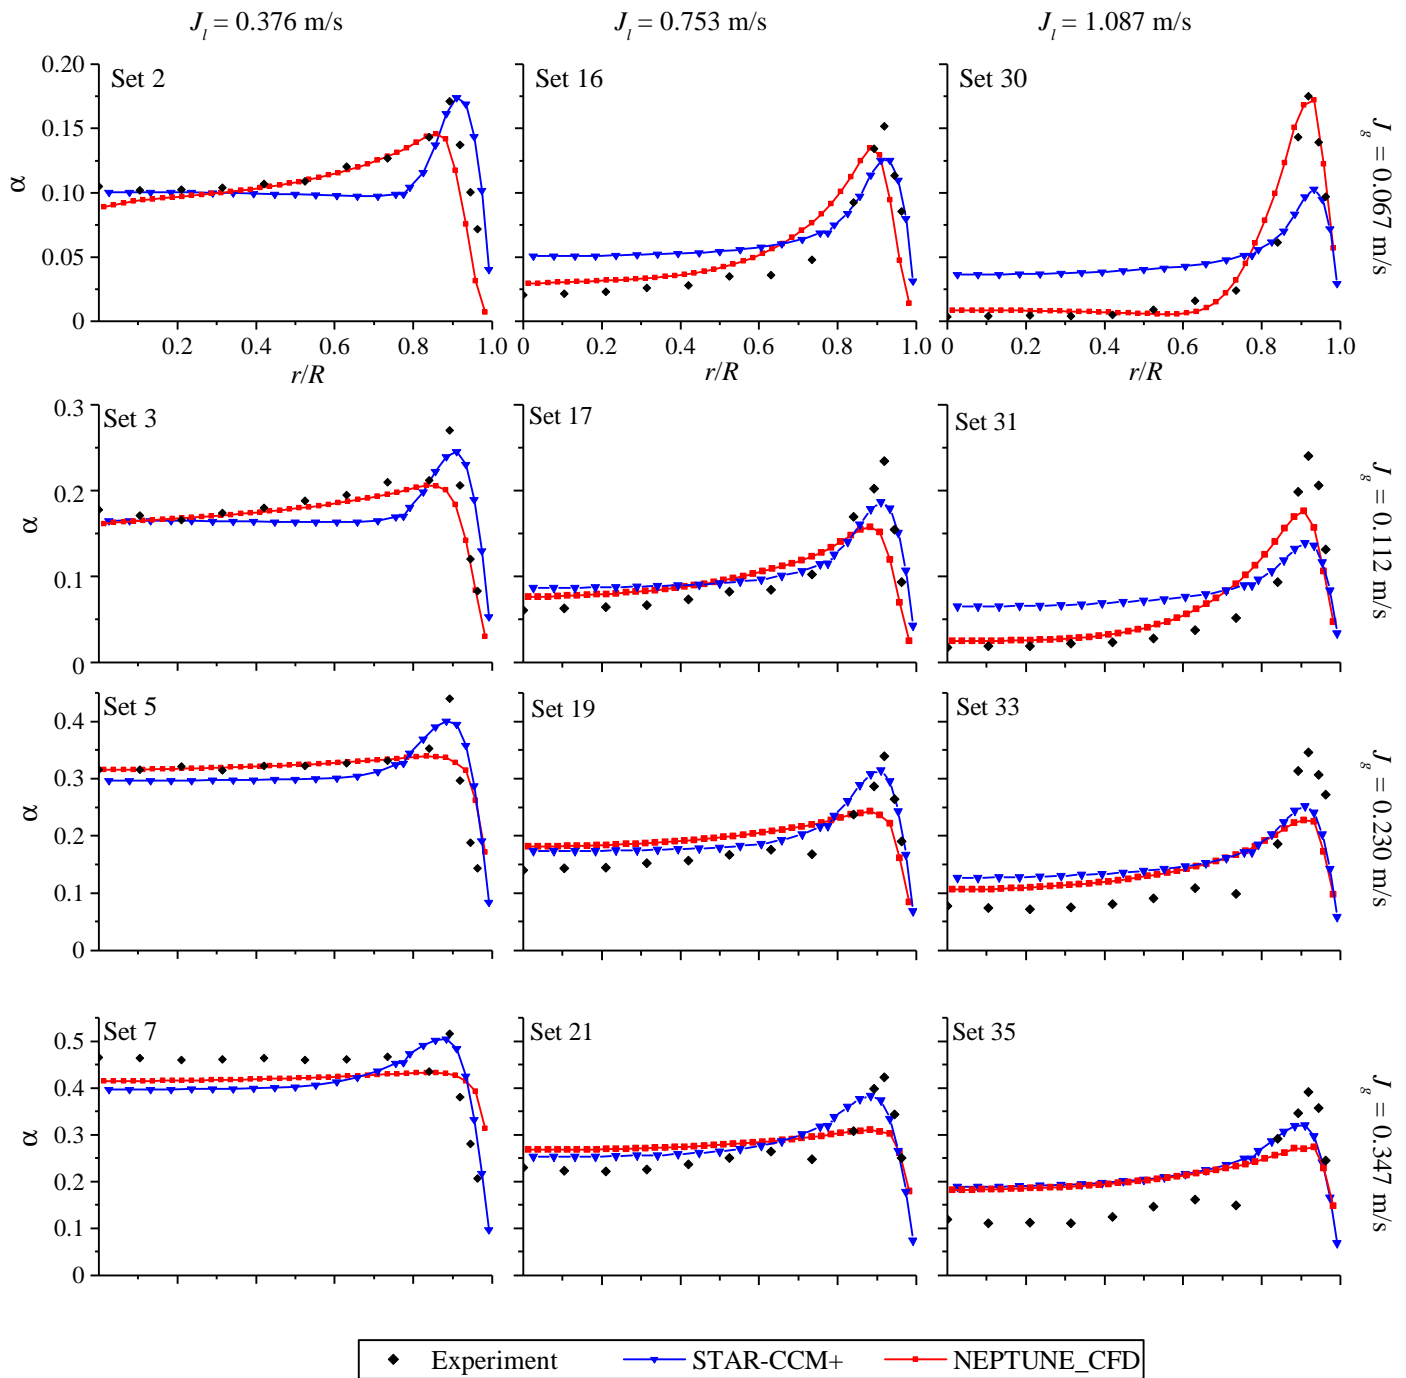 J_l = 0.376 m/s J_l = 0.753 m/s J_l = 1.087 m/s
0.20 Set 2 Set 16 Set 30
0.15
α 0.10
0.05
0
0.2 0.4 0.6 0.8 1.0 0 0.2 0.4 0.6 0.8 1.0 0 0.2 0.4 0.6 0.8 1.0
r/R r/R r/R
J_g = 0.067 m/s
0.3 Set 3 Set 17 Set 31
0.2
α
0.1
0
J_g = 0.112 m/s
Set 5 Set 19 Set 33
0.4
0.3
α 0.2
0.1
0
J_g = 0.230 m/s
Set 7 Set 21 Set 35
0.5
0.4
0.3
α
0.2
0.1
0
J_g = 0.347 m/s
Experiment STAR-CCM+ NEPTUNE_CFD